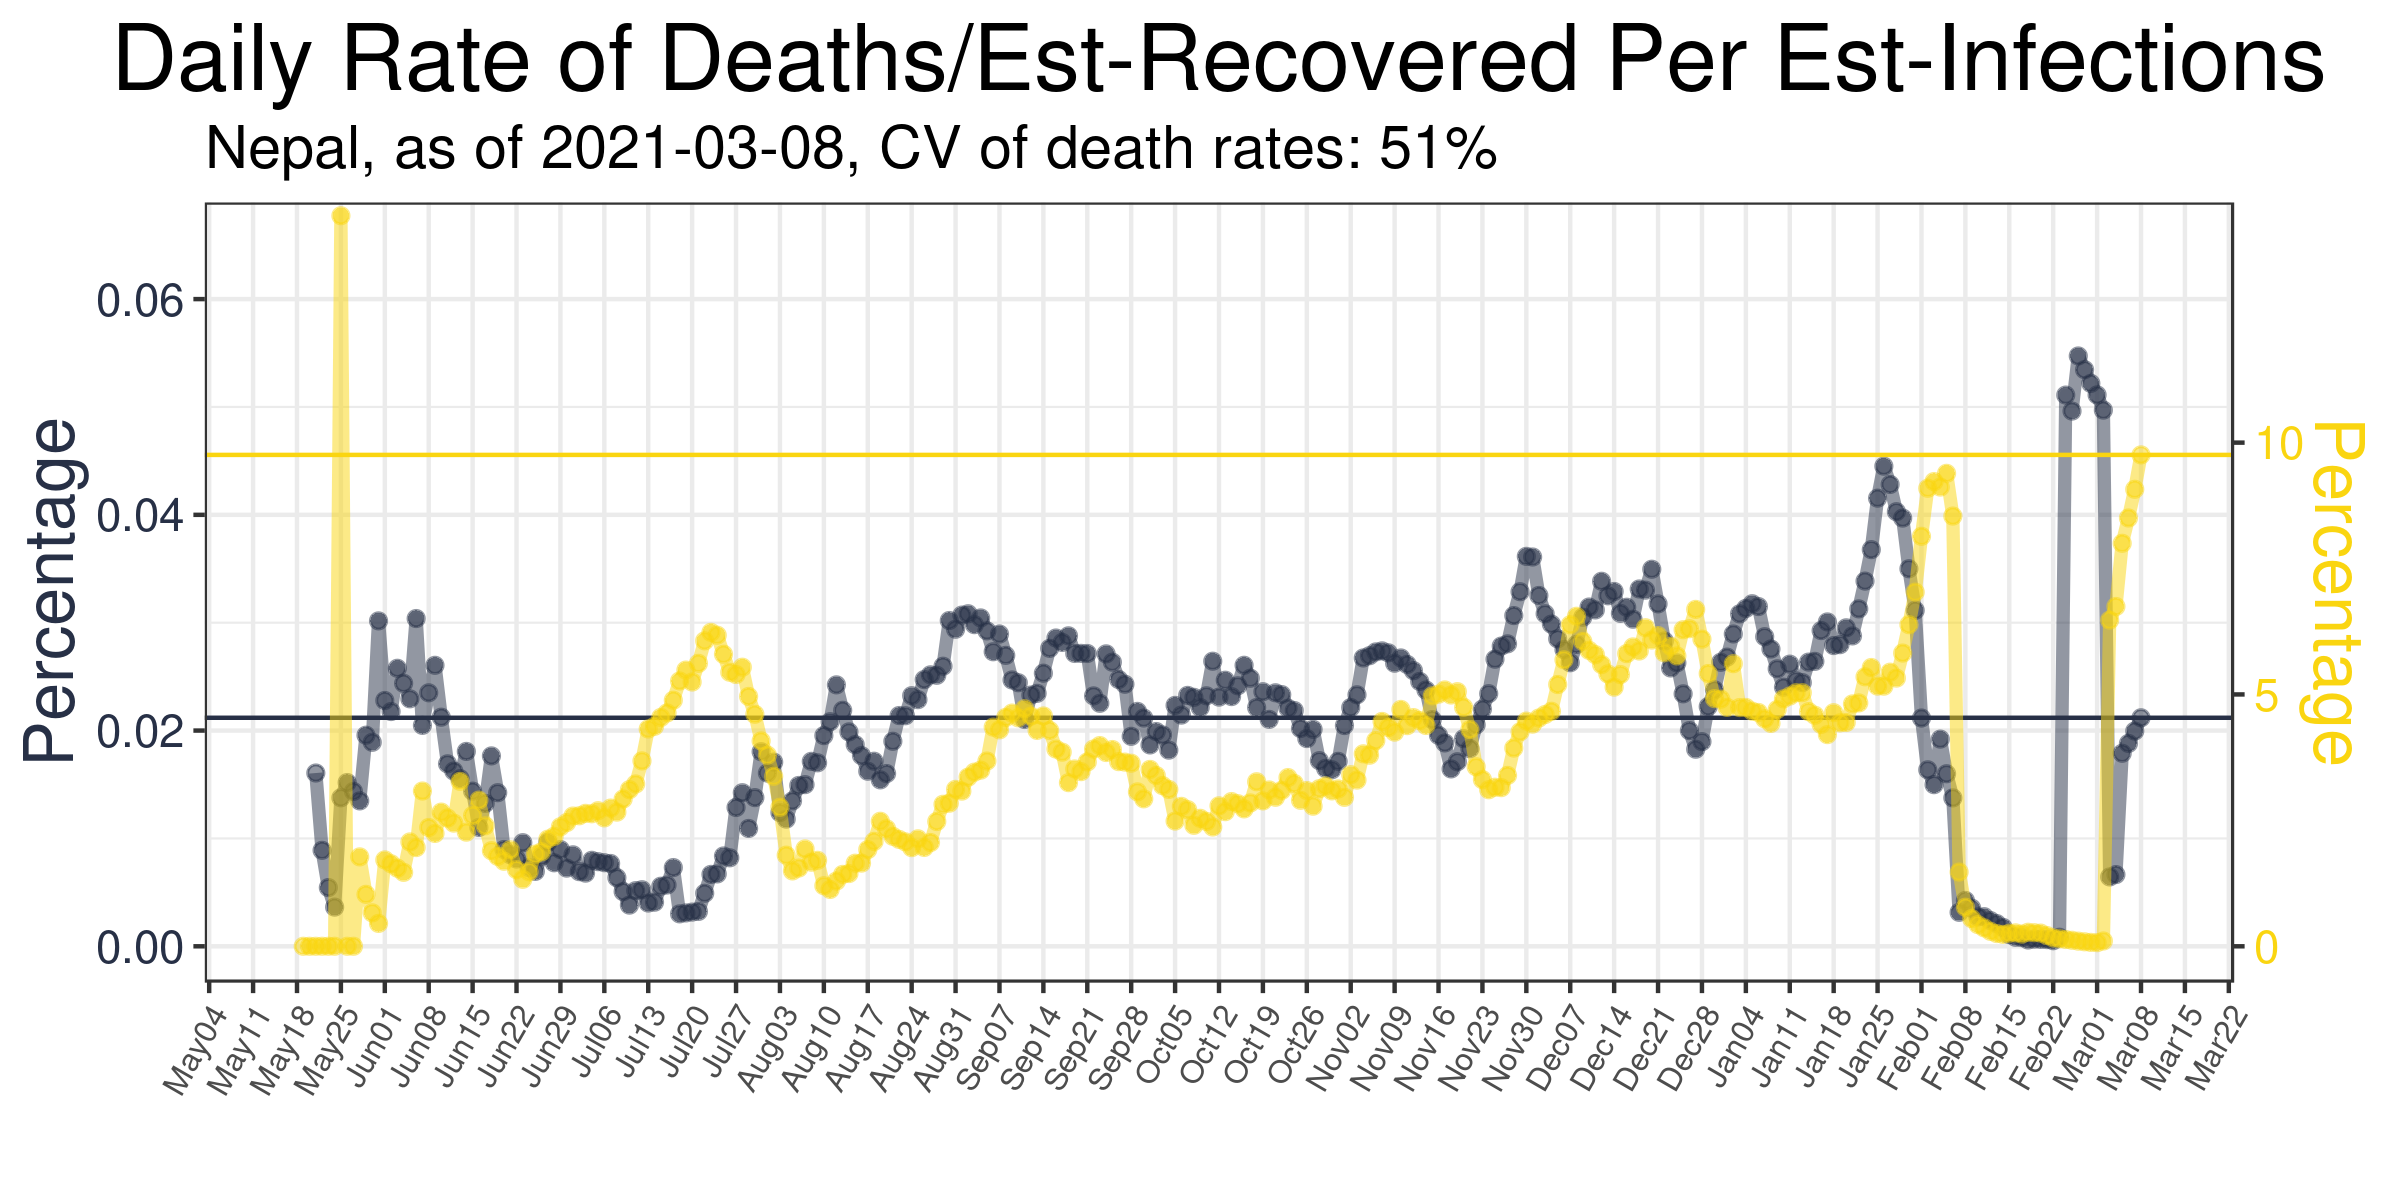 Daily Rate of Deaths/Est-Recovered Per Est-Infections
Nepal, as of 2021-03-08, CV of death rates: 51%
Percentage
0.06
0.04
0.02
0.00
10
5
0
Percentage
May04
May11
May18
May25
Jun01
Jun08
Jun15
Jun22
Jun29
Jul06
Jul13
Jul20
Jul27
Aug03
Aug10
Aug17
Aug24
Aug31
Sep07
Sep14
Sep21
Sep28
Oct05
Oct12
Oct19
Oct26
Nov02
Nov09
Nov16
Nov23
Nov30
Dec07
Dec14
Dec21
Dec28
Jan04
Jan11
Jan18
Jan25
Feb01
Feb08
Feb15
Feb22
Mar01
Mar08
Mar15
Mar22